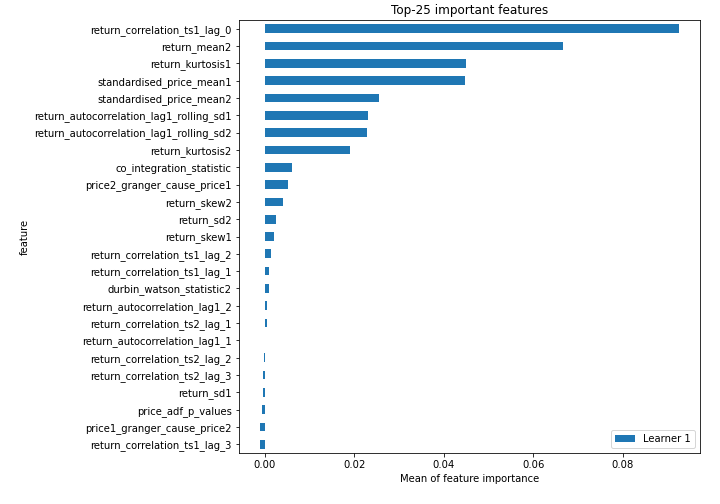 Top-25 important features
return_correlation_ts1_lag_0
return_mean2
return_kurtosis1
standardised_price_mean1
standardised_price_mean2
return_autocorrelation_lag1_rolling_sd1
return_autocorrelation_lag1_rolling_sd2
return_kurtosis2
co_integration_statistic
price2_granger_cause_price1
return_skew2
return_sd2
return_skew1
return_correlation_ts1_lag_2
return_correlation_ts1_lag_1
durbin_watson_statistic2
return_autocorrelation_lag1_2
return_correlation_ts2_lag_1
return_autocorrelation_lag1_1
return_correlation_ts2_lag_2
return_correlation_ts2_lag_3
return_sd1
price_adf_p_values
price1_granger_cause_price2
return_correlation_ts1_lag_3
feature
Learner 1
0.00 0.02 0.04 0.06 0.08
Mean of feature importance